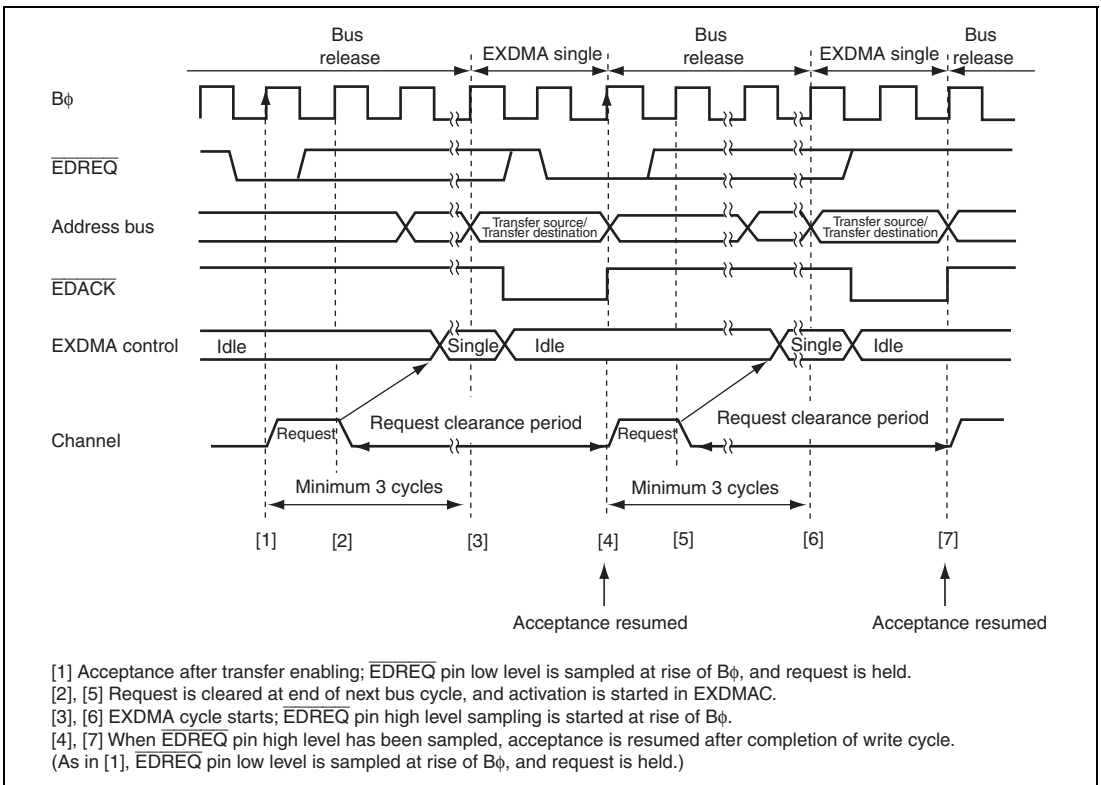 Bus release
EXDMA single
Bus release
EXDMA single
Bus release
Bϕ
EDREQ
Address bus
Transfer source/
Transfer destination
Transfer source/
Transfer destination
EDACK
EXDMA control
Idle
Single
Idle
Single
Idle
Channel
Request
Request clearance period
Request
Request clearance period
Minimum 3 cycles
Minimum 3 cycles
[1]
[2]
[3]
[4]
[5]
[6]
[7]
Acceptance resumed
Acceptance resumed
[1] Acceptance after transfer enabling; EDREQ pin low level is sampled at rise of Bϕ, and request is held.
[2], [5] Request is cleared at end of next bus cycle, and activation is started in EXDMAC.
[3], [6] EXDMA cycle starts; EDREQ pin high level sampling is started at rise of Bϕ.
[4], [7] When EDREQ pin high level has been sampled, acceptance is resumed after completion of write cycle.
(As in [1], EDREQ pin low level is sampled at rise of Bϕ, and request is held.)